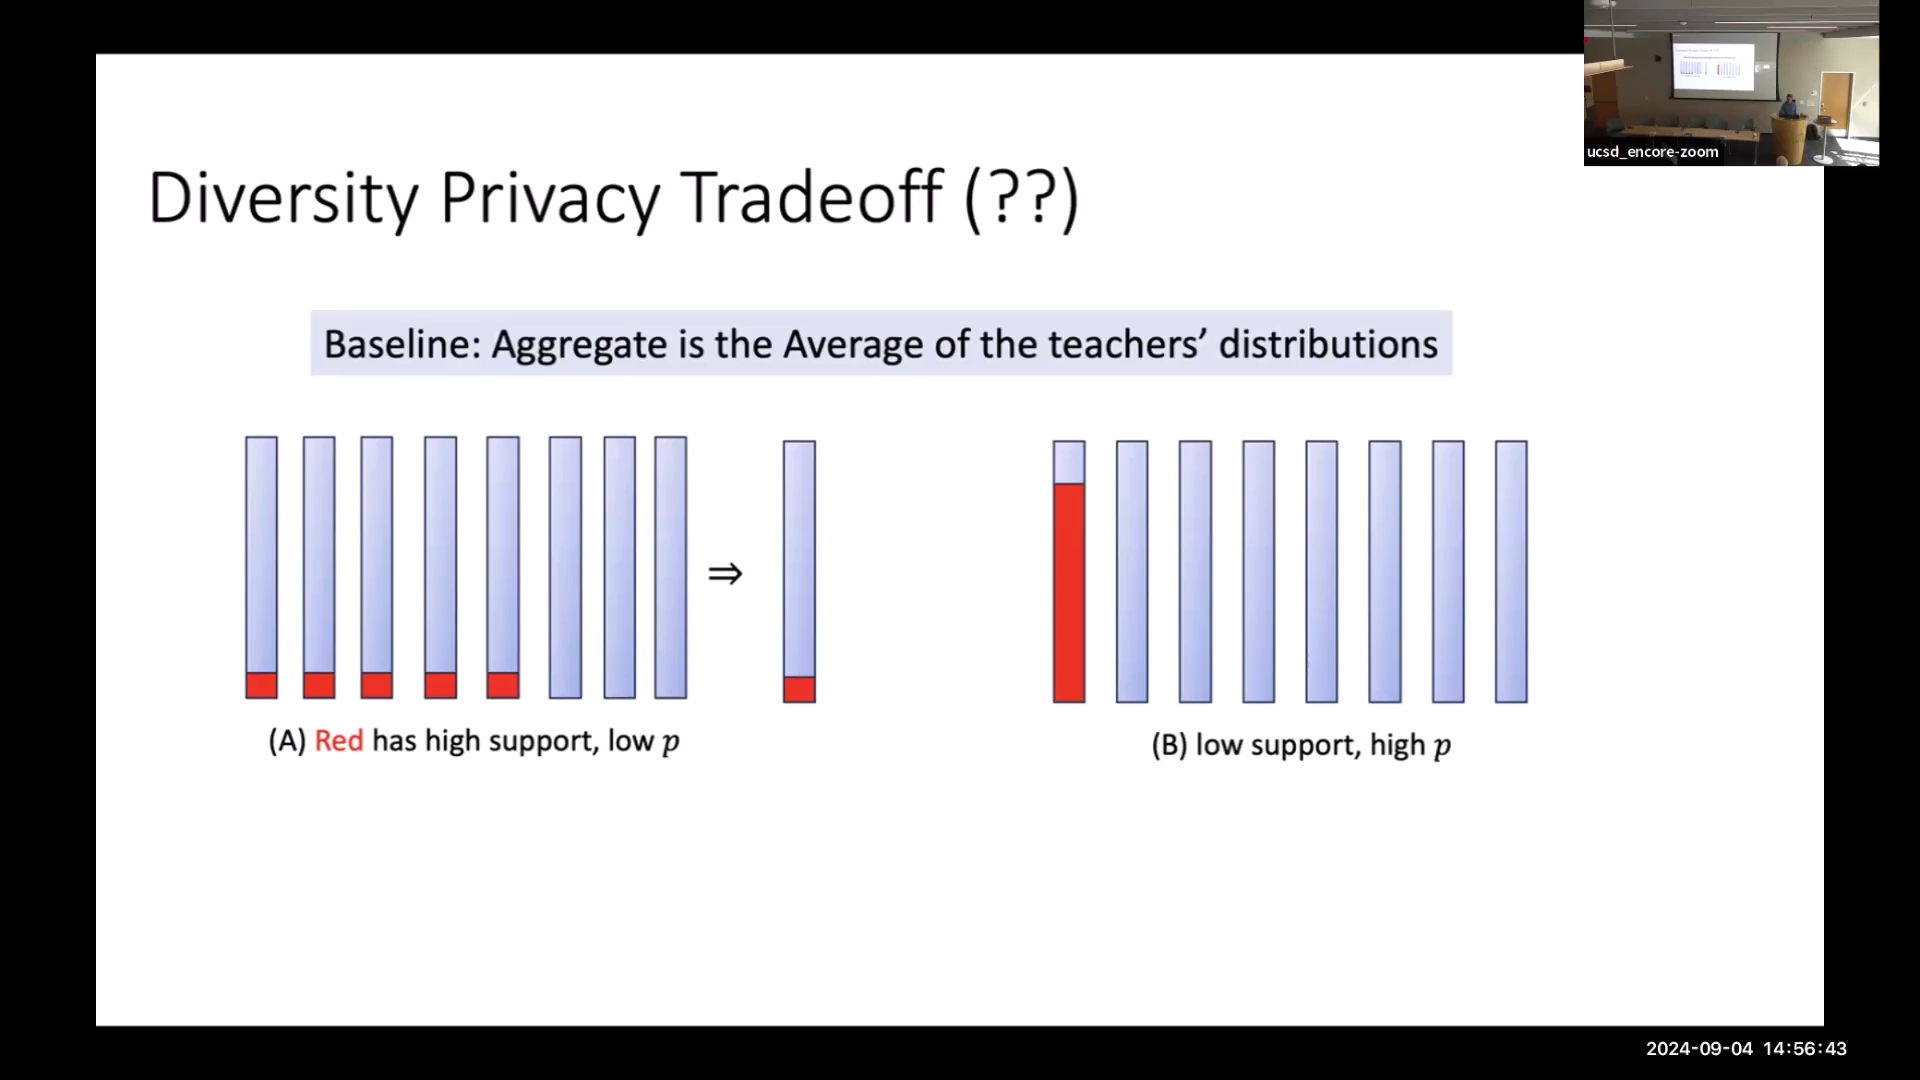 ucsd_encore-zoom
Diversity Privacy Tradeoff (??)
Baseline: Aggregate is the Average of the teachers’ distributions
⇒
(A) Red has high support, low p
(B) low support, high p
2024-09-04 14:56:43